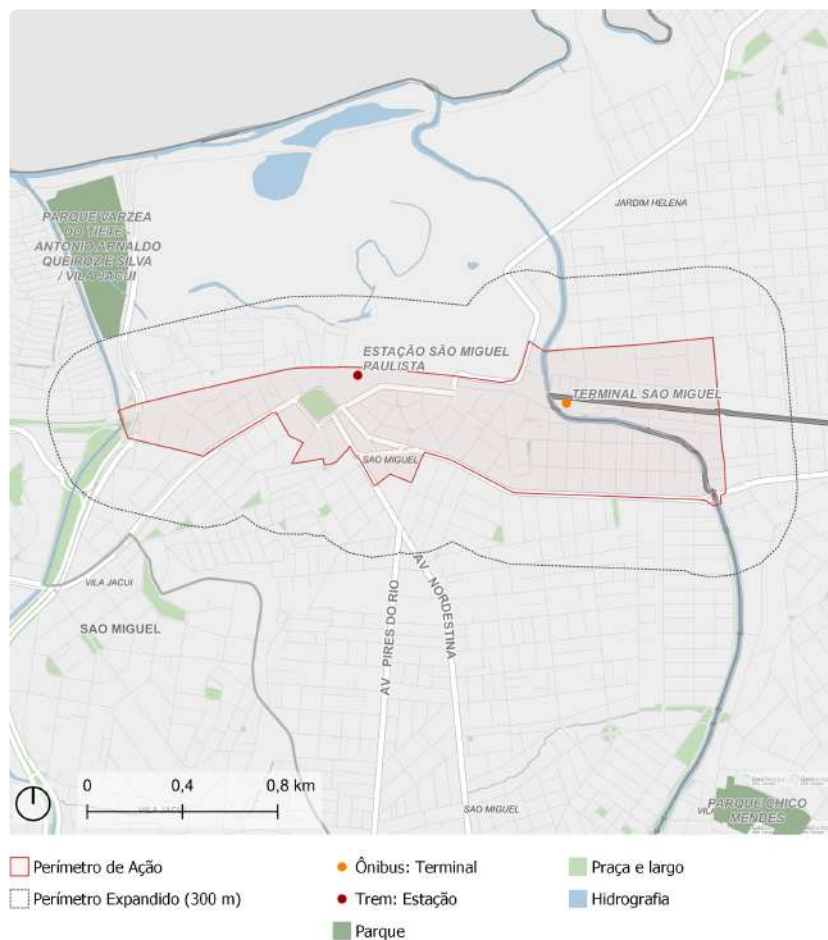 JARDIM HELENA
PARQUE VARZEA
DO TIETE -
ANTONIO ARNALDO
QUEIROZ E SILVA
/ VILA JACUI
ESTAÇÃO SÃO MIGUEL
PAULISTA
TERMINAL SAO MIGUEL
SAO MIGUEL
VILA JACUI
SAO MIGUEL
AV PIRES DO RIO
AV NORDESTINA
0 0,4 0,8 km
VILA JACUI
SAO MIGUEL
PARQUE CHICO
MENDES
Perímetro de Ação
Perímetro Expandido (300 m)
Ônibus: Terminal
Trem: Estação
Parque
Praça e largo
Hidrografia